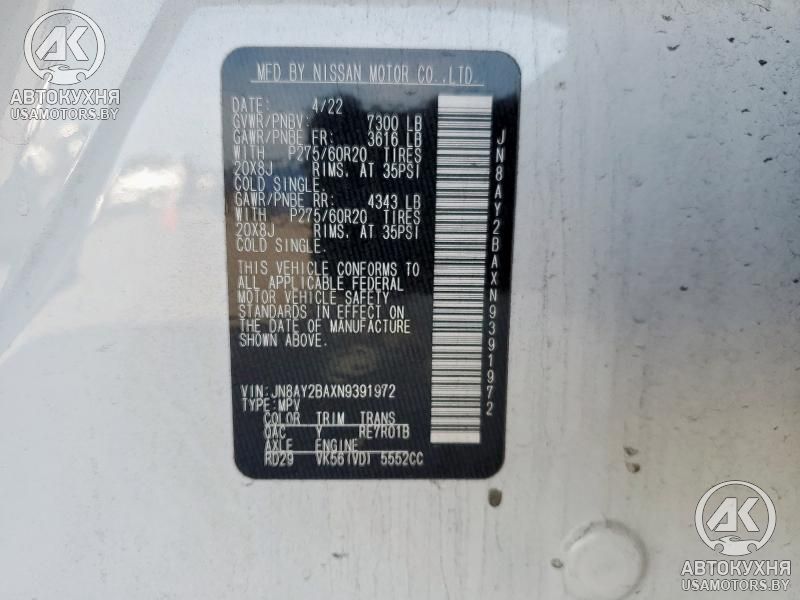 AK
АВТОКУХНЯ
USAMOTORS.BY
MFD BY NISSAN MOTOR CO.,LTD.
DATE: 4/22
GVWR/PNBV: 7300 LB
GAWR/PNBE FR: 3616 LB
WITH P275/60R20 TIRES
20X8J RIMS. AT 35PSI
COLD SINGLE.
GAWR/PNBE RR: 4343 LB
WITH P275/60R20 TIRES
20X8J RIMS. AT 35PSI
COLD SINGLE.
THIS VEHICLE CONFORMS TO
ALL APPLICABLE FEDERAL
MOTOR VEHICLE SAFETY
STANDARDS IN EFFECT ON
THE DATE OF MANUFACTURE
SHOWN ABOVE.
VIN: JN8AY2BAXN9391972
TYPE: MPV
COLOR TRIM TRANS
QAC Y RE7R01B
AXLE ENGINE
RD29 VK56(VD) 5552CC
JN8AY2BAXN9391972
AK
АВТОКУХНЯ
USAMOTORS.BY